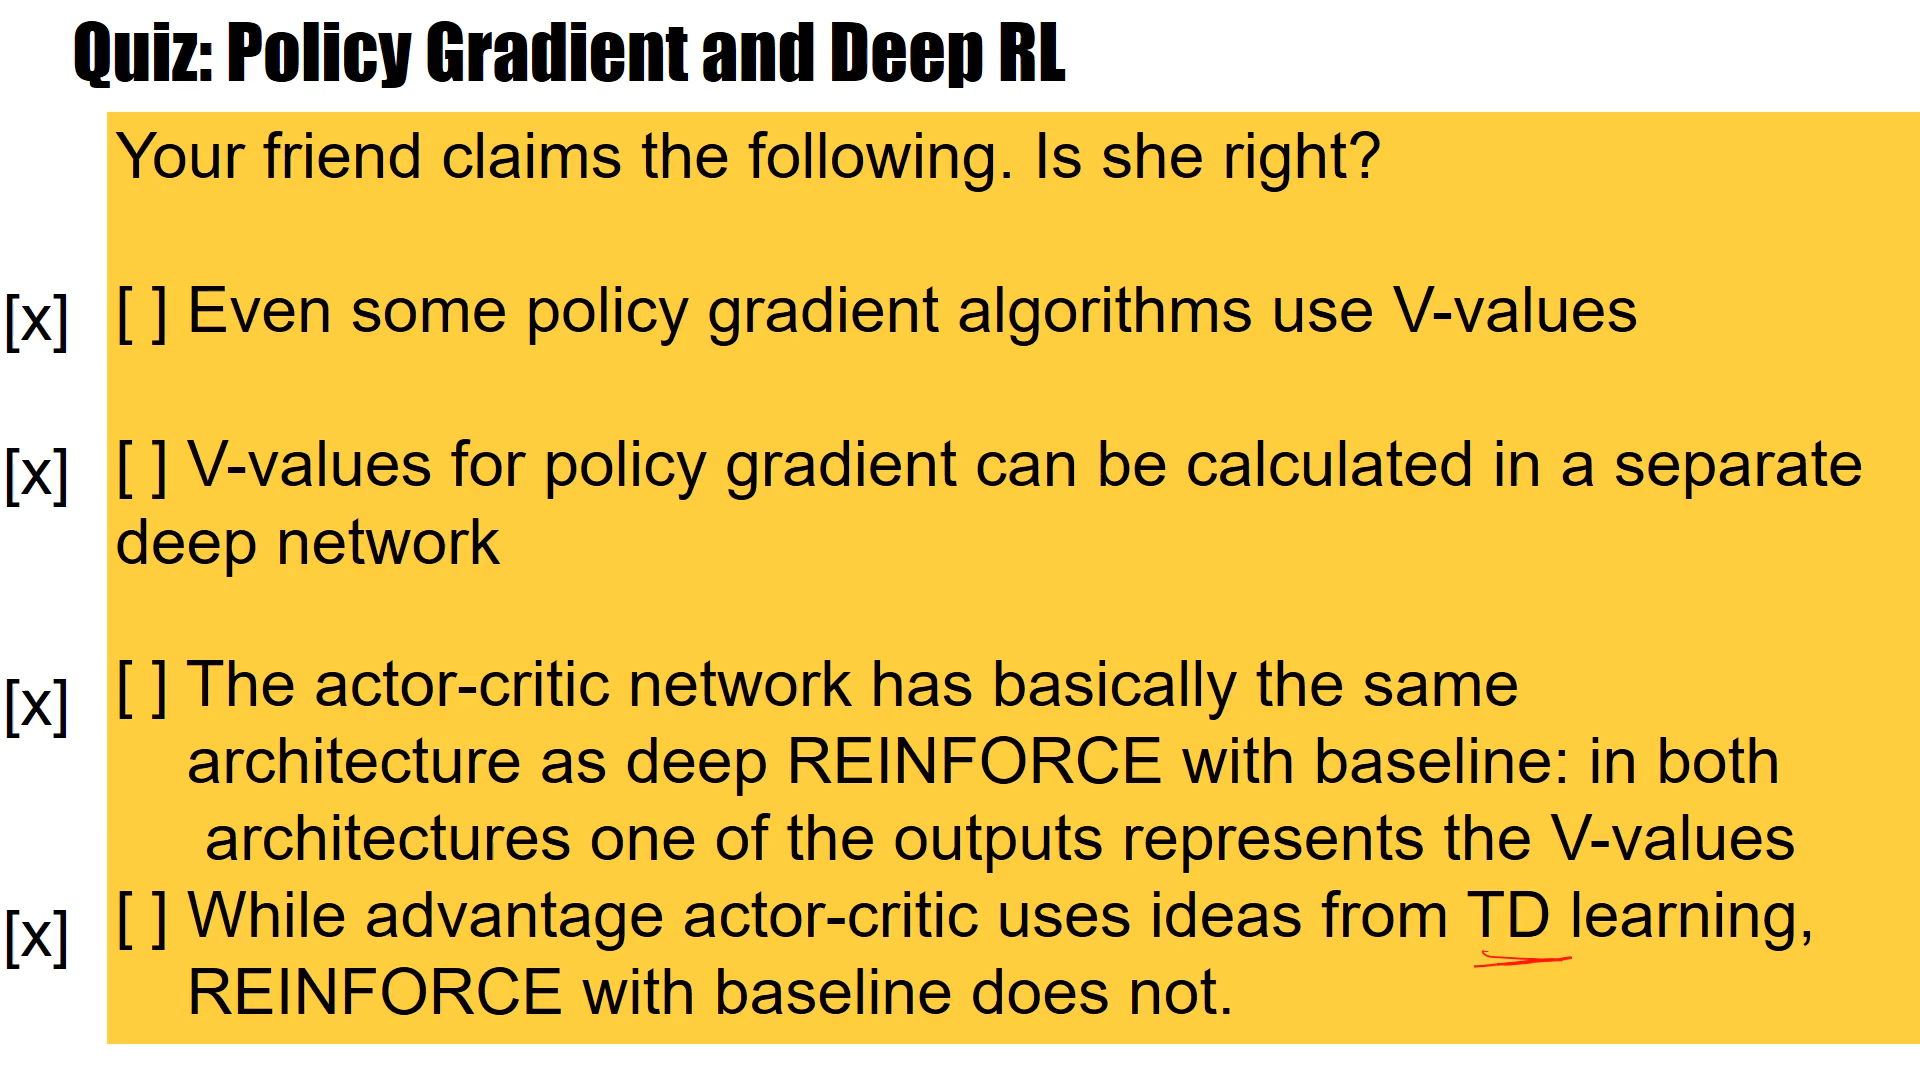 Quiz: Policy Gradient and Deep RL
Your friend claims the following. Is she right?
[x] [ ] Even some policy gradient algorithms use V-values
[x] [ ] V-values for policy gradient can be calculated in a separate
deep network
[x] [ ] The actor-critic network has basically the same
architecture as deep REINFORCE with baseline: in both
architectures one of the outputs represents the V-values
[x] [ ] While advantage actor-critic uses ideas from TD learning,
REINFORCE with baseline does not.